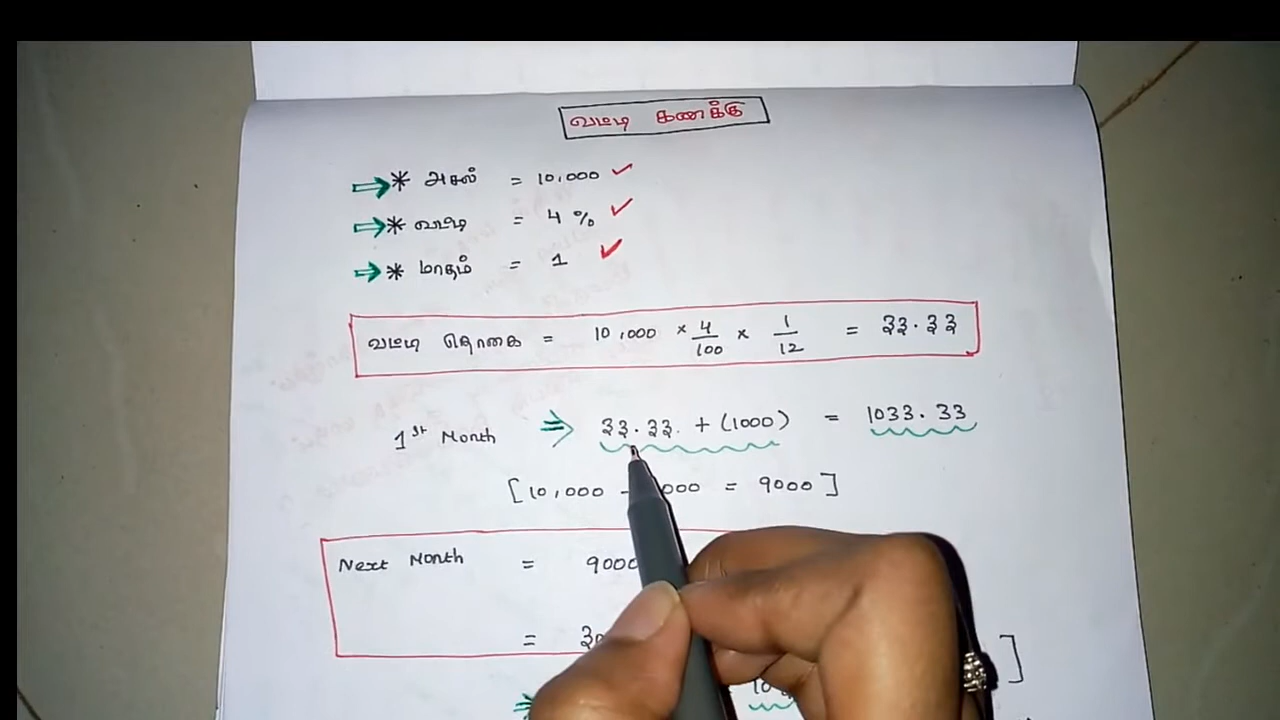 வட்டி கணக்கு
* அசல் = 10,000
* வட்டி = 4 %
* மாதம் = 1
வட்டி தொகை = 10,000 × 4/100 × 1/12 = 33.33
1st Month ⇒ 33.33. + (1000) = 1033.33
[10,000 - 000 = 9000]
Next Month = 9000
= 30
]